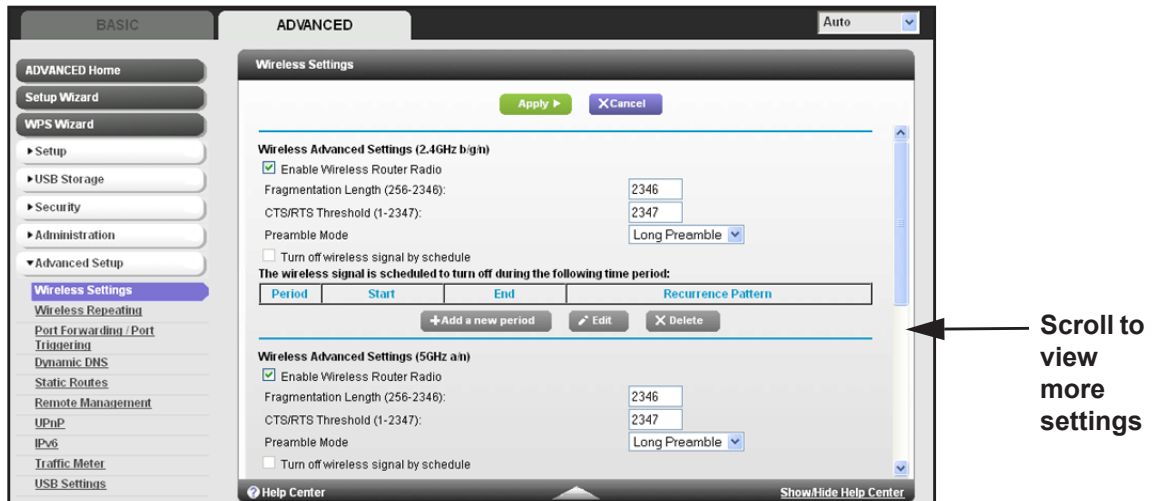 BASIC
ADVANCED
Auto
ADVANCED Home
Setup Wizard
WPS Wizard
▶Setup
▶USB Storage
▶Security
▶Administration
▼Advanced Setup
Wireless Settings
Wireless Repeating
Port Forwarding / Port
Triggering
Dynamic DNS
Static Routes
Remote Management
UPnP
IPv6
Traffic Meter
USB Settings
Wireless Settings
Apply ▶
X Cancel
Wireless Advanced Settings (2.4GHz b/g/n)
Enable Wireless Router Radio
Fragmentation Length (256-2346): 2346
CTS/RTS Threshold (1-2347): 2347
Preamble Mode Long Preamble
Turn off wireless signal by schedule
The wireless signal is scheduled to turn off during the following time period:
Period Start End Recurrence Pattern
+Add a new period Edit X Delete
Wireless Advanced Settings (5GHz a/n)
Enable Wireless Router Radio
Fragmentation Length (256-2346): 2346
CTS/RTS Threshold (1-2347): 2347
Preamble Mode Long Preamble
Turn off wireless signal by schedule
? Help Center
Show/Hide Help Center
Scroll to
view
more
settings